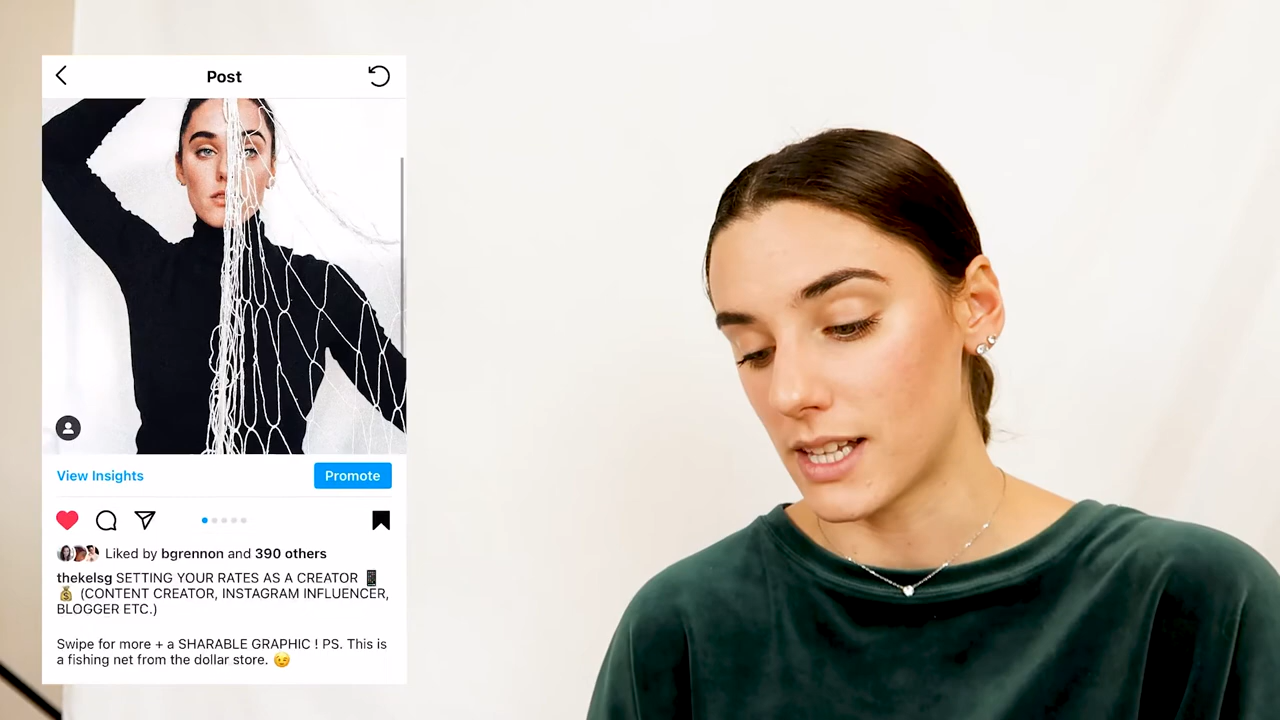 Post
View Insights
Promote
Liked by bgrennon and 390 others
thekelsg SETTING YOUR RATES AS A CREATOR 📱
💰 (CONTENT CREATOR, INSTAGRAM INFLUENCER,
BLOGGER ETC.)
Swipe for more + a SHARABLE GRAPHIC ! PS. This is
a fishing net from the dollar store. 😉